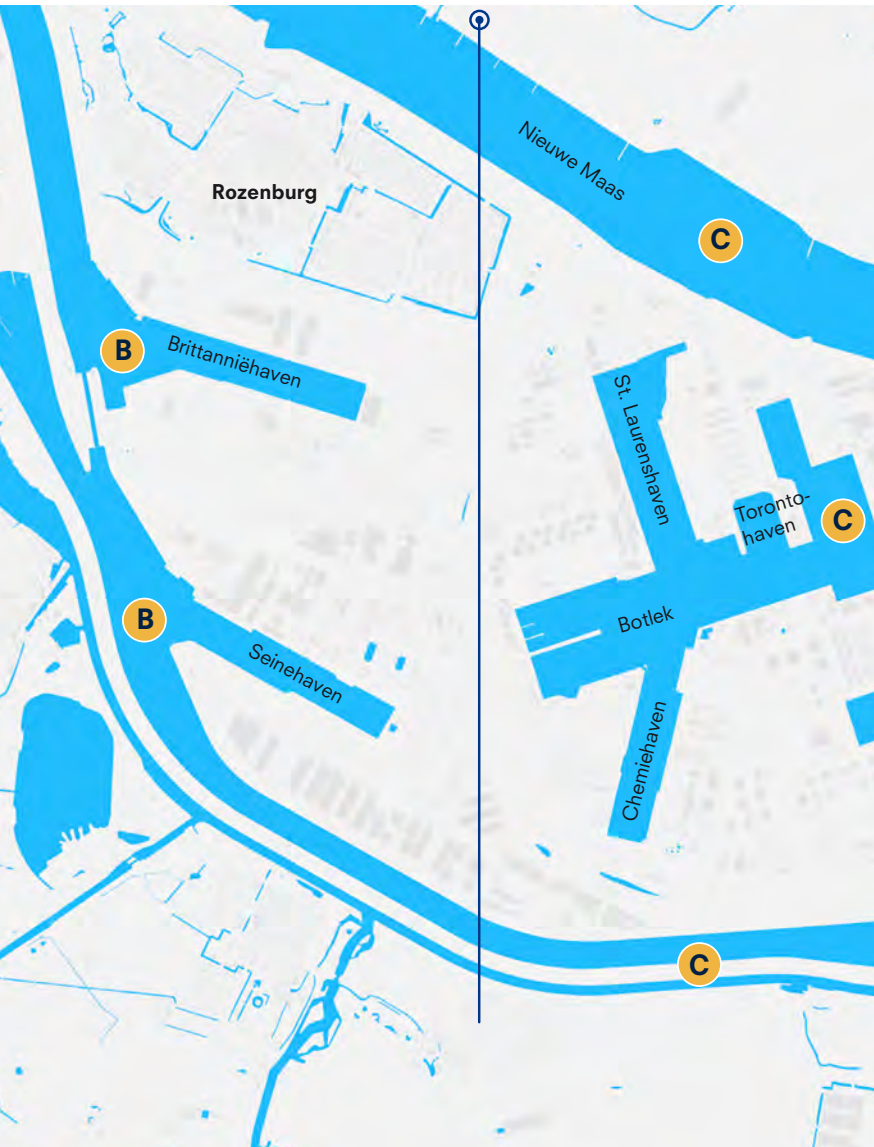 Nieuwe Maas
Rozenburg
C
B
Brittanniëhaven
St. Laurenshaven
Toronto-
haven
C
B
Botlek
Seinehaven
Chemiehaven
C